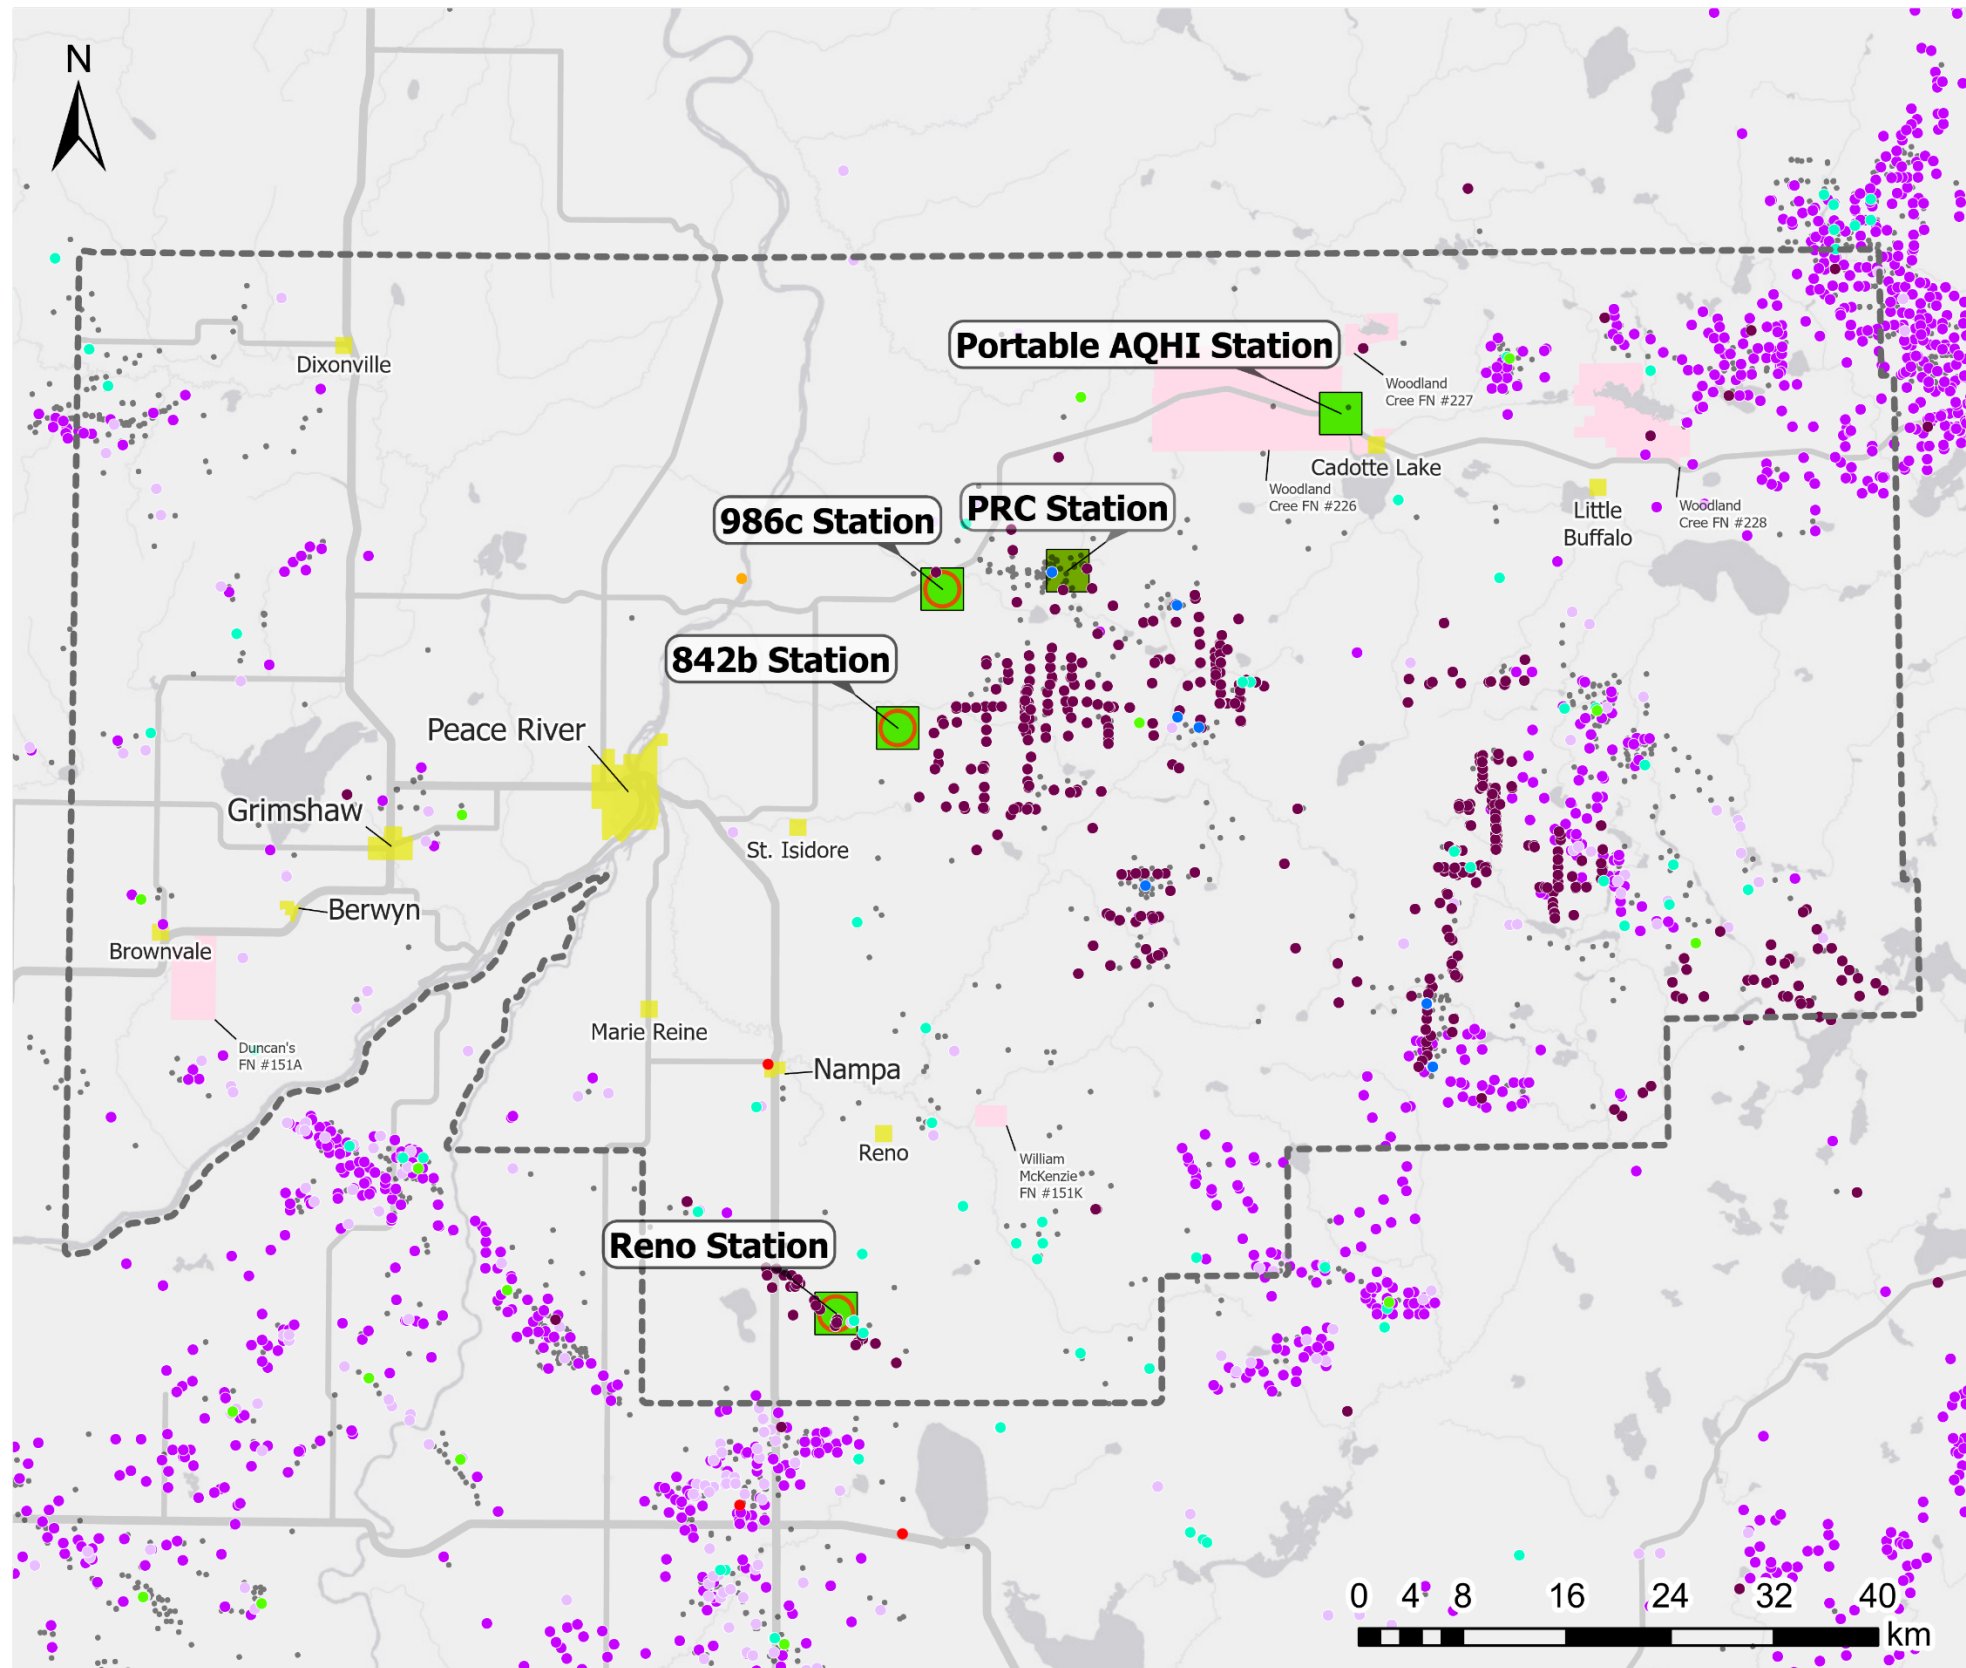 N
Dixonville
Portable AQHI Station
Woodland
Cree FN #227
Cadotte Lake
Woodland
Cree FN #226
Little
Buffalo
Woodland
Cree FN #228
986c Station
PRC Station
842b Station
Peace River
Grimshaw
St. Isidore
Berwyn
Brownvale
Duncan's
FN #151A
Marie Reine
Nampa
Reno
William
McKenzie
FN #151K
Reno Station
0 4 8 16 24 32 40
km